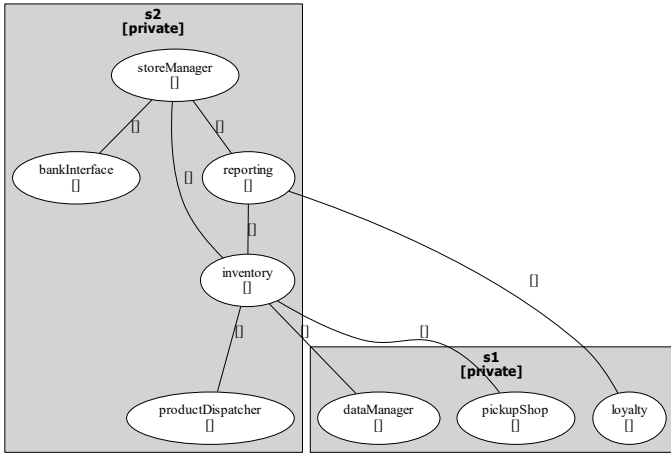 s2
[private]
storeManager
[]
[]
[]
bankInterface
[]
[]
reporting
[]
[]
inventory
[]
[]
[]
[]
[]
s1
[private]
productDispatcher
[]
dataManager
[]
pickupShop
[]
loyalty
[]